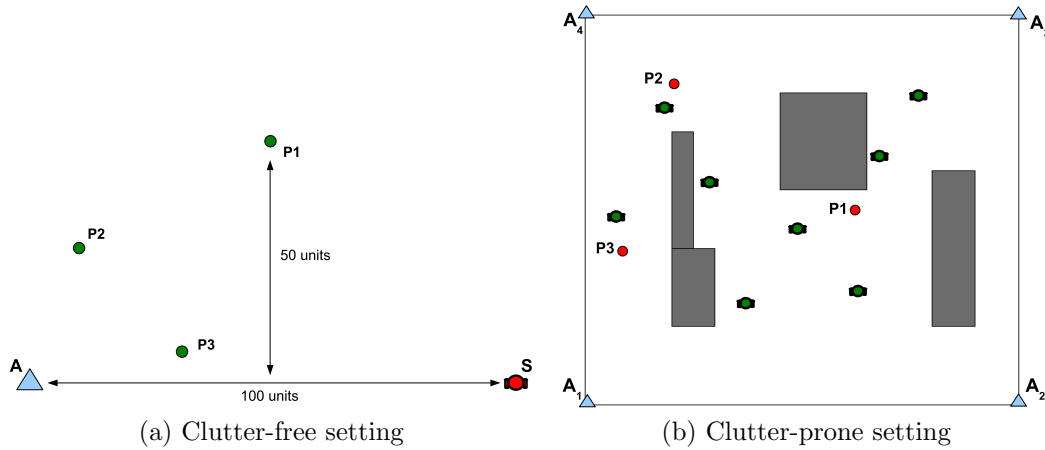 P1
P2
50 units
P3
A
S
100 units
(a) Clutter-free setting
A4
P2
P1
P3
A1
A2
(b) Clutter-prone setting